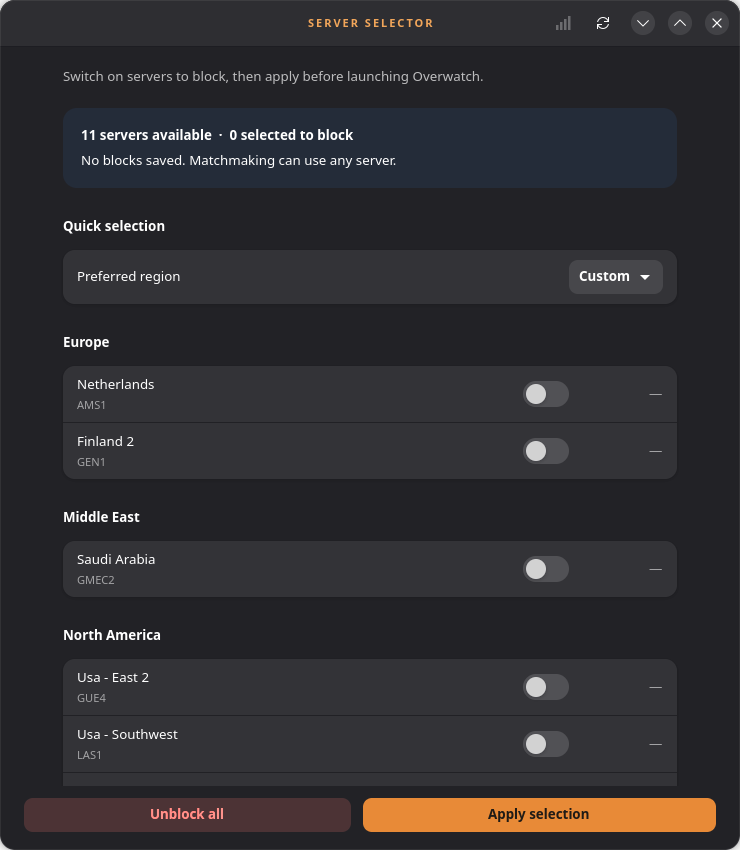 SERVER SELECTOR
Switch on servers to block, then apply before launching Overwatch.
11 servers available · 0 selected to block
No blocks saved. Matchmaking can use any server.
Quick selection
Preferred region
Custom
Europe
Netherlands
—
AMS1
Finland 2
—
GEN1
Middle East
Saudi Arabia
—
GMEC2
North America
Usa - East 2
—
GUE4
Usa - Southwest
—
LAS1
Unblock all
Apply selection